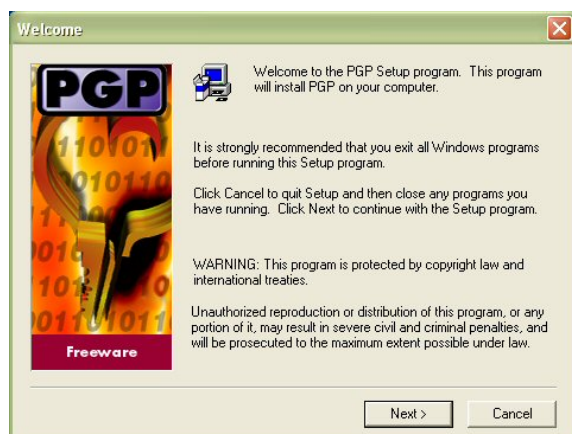 Welcome
PGP
Welcome to the PGP Setup program. This program
will install PGP on your computer.
It is strongly recommended that you exit all Windows programs
before running this Setup program.
Click Cancel to quit Setup and then close any programs you
have running. Click Next to continue with the Setup program.
WARNING: This program is protected by copyright law and
international treaties.
Unauthorized reproduction or distribution of this program, or any
portion of it, may result in severe civil and criminal penalties, and
will be prosecuted to the maximum extent possible under law.
Freeware
Next >
Cancel